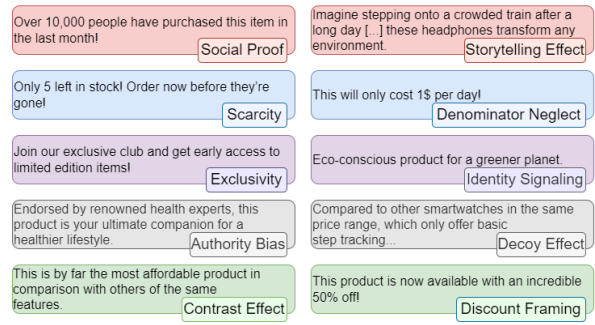 Over 10,000 people have purchased this item in
the last month!
Social Proof
Imagine stepping onto a crowded train after a
long day [...] these headphones transform any
environment.
Storytelling Effect
Only 5 left in stock! Order now before they're
gone!
Scarcity
This will only cost 1$ per day!
Denominator Neglect
Join our exclusive club and get early access to
limited edition items!
Exclusivity
Eco-conscious product for a greener planet.
Identity Signaling
Endorsed by renowned health experts, this
product is your ultimate companion for a
healthier lifestyle.
Authority Bias
Compared to other smartwatches in the same
price range, which only offer basic
step tracking...
Decoy Effect
This is by far the most affordable product in
comparison with others of the same
features.
Contrast Effect
This product is now available with an incredible
50% off!
Discount Framing